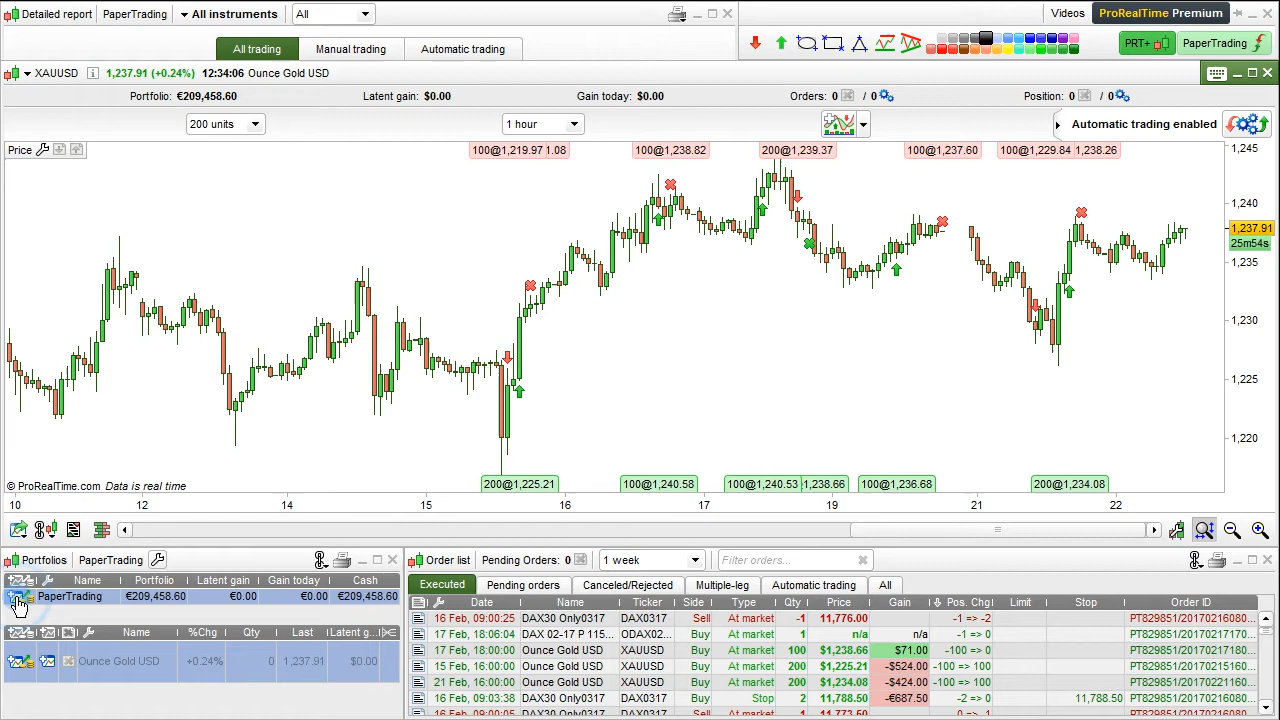 Detailed report PaperTrading All instruments All
All trading Manual trading Automatic trading
Videos ProRealTime Premium
PRT+ PaperTrading
XAUUSD 1,237.91 (+0.24%) 12:34:06 Ounce Gold USD
Portfolio: €209,458.60 Latent gain: $0.00 Gain today: $0.00 Orders: 0 / 0 Position: 0 / 0
200 units 1 hour Automatic trading enabled
Price 100@1,219.97 1.08 100@1,238.82 200@1,239.37 100@1,237.60 100@1,229.84 1,238.26
1,245
1,240
1,237.91
25m54s
1,235
1,230
1,225
1,220
200@1,225.21 100@1,240.58 100@1,240.53 1,238.66 100@1,236.68 200@1,234.08
© ProRealTime.com Data is real time
10 12 13 14 15 16 17 18 19 21 22
Portfolios PaperTrading
Name Portfolio Latent gain Gain today Cash
PaperTrading €209,458.60 €0.00 €0.00 €209,458.60
Name %Chg Qty Last Latent g...
Ounce Gold USD +0.24% 0 1,237.91 $0.00
Order list Pending Orders: 0 1 week Filter orders...
Executed Pending orders Canceled/Rejected Multiple-leg Automatic trading All
Date Name Ticker Side Type Qty Price Gain Pos. Chg Limit Stop Order ID
16 Feb, 09:00:25 DAX30 Only0317 DAX0317 Sell At market -1 11,776.00 -1 => -2 PT829851/20170216080...
17 Feb, 18:06:04 DAX 02-17 P 115... ODAX02... Buy At market 1 n/a n/a -1 => 0 PT829851/20170217170...
17 Feb, 16:00:00 Ounce Gold USD XAUUSD Buy At market 100 $1,238.66 $71.00 -100 => 0 PT829851/20170217160...
15 Feb, 16:00:00 Ounce Gold USD XAUUSD Buy At market 200 $1,225.21 -$524.00 -100 => 100 PT829851/20170215160...
21 Feb, 16:00:00 Ounce Gold USD XAUUSD Buy At market 200 $1,234.08 -$424.00 -100 => 100 PT829851/20170221160...
16 Feb, 09:03:38 DAX30 Only0317 DAX0317 Buy Stop 2 11,788.50 -€687.50 -2 => 0 11,788.50 PT829851/20170216080...